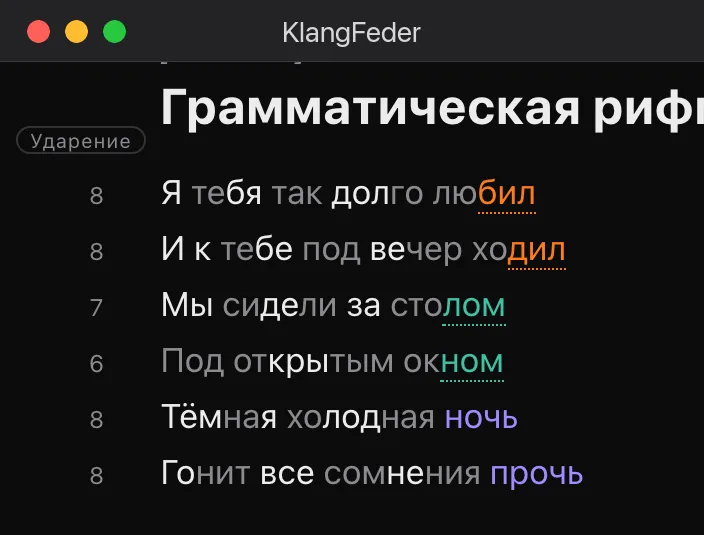 KlangFeder
Грамматическая риф
Ударение
8 Я тебя так долго любил
8 И к тебе под вечер ходил
7 Мы сидели за столом
6 Под открытым окном
8 Тёмная холодная ночь
8 Гонит все сомнения прочь